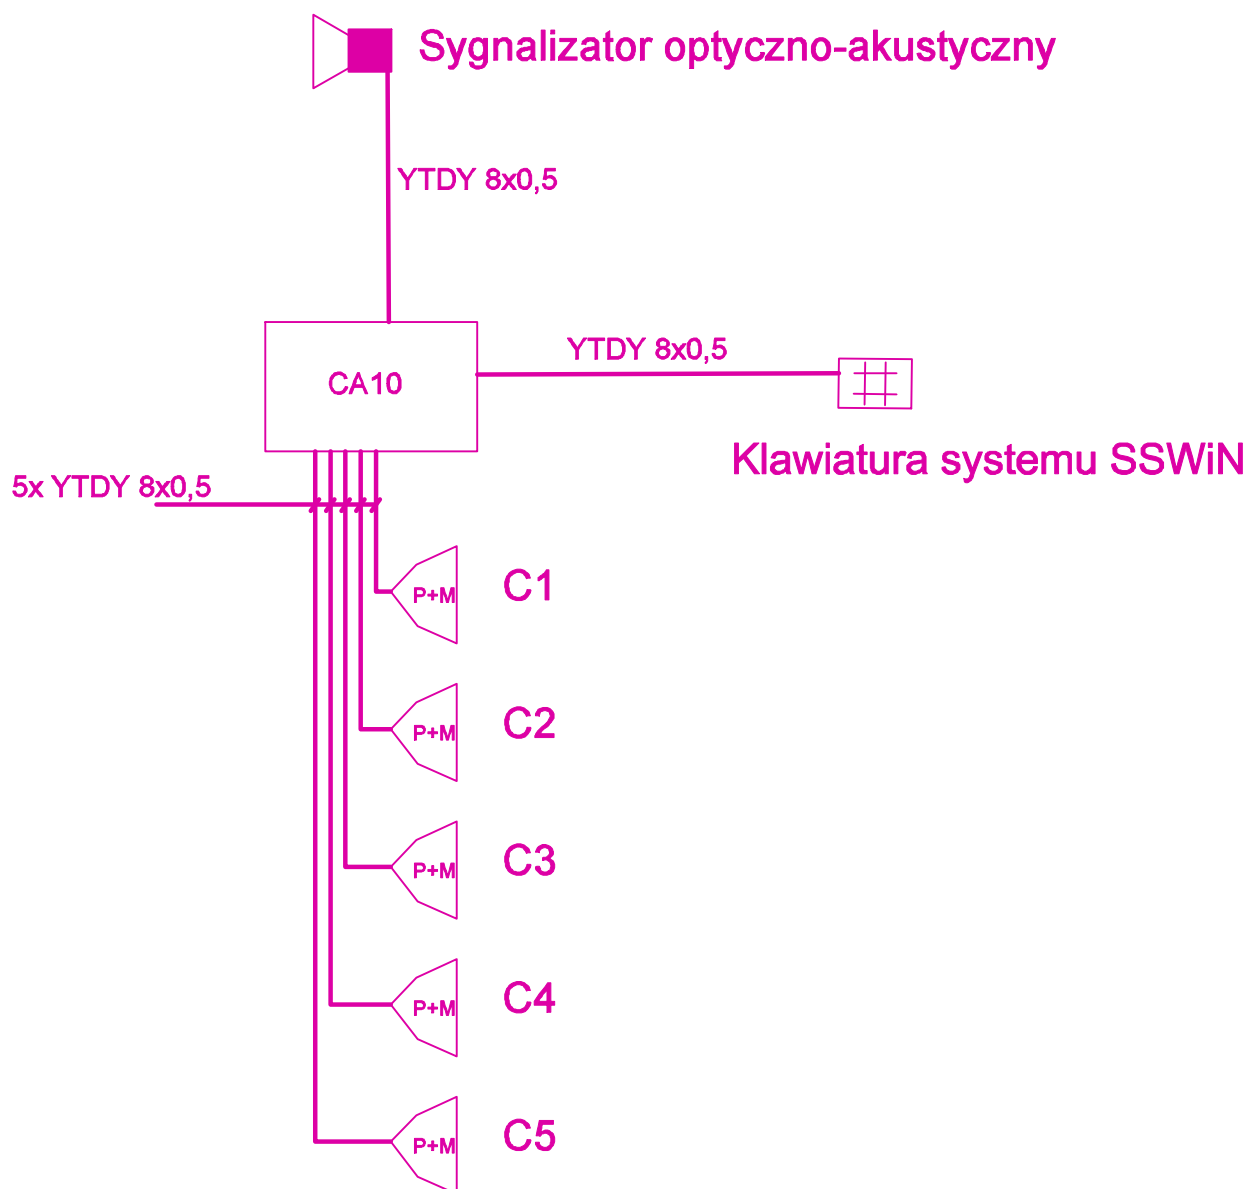 Sygnalizator optyczno-akustyczny
YTDY 8x0,5
YTDY 8x0,5
CA10
Klawiatura systemu SSWiN
5x YTDY 8x0,5
P+M C1
P+M C2
P+M C3
P+M C4
P+M C5